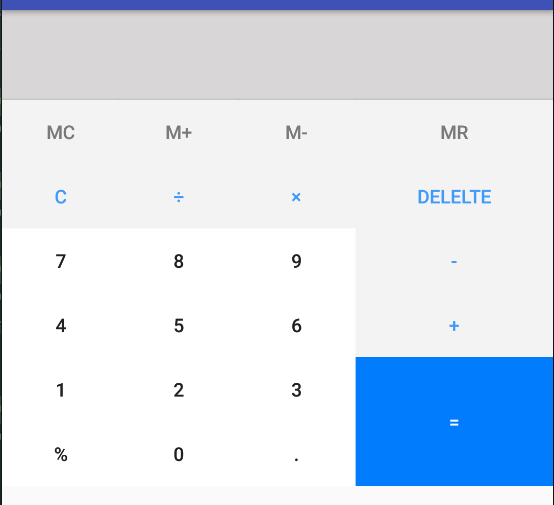 MC M+ M- MR
C ÷ × DELELTE
7 8 9 -
4 5 6 +
1 2 3 =
% 0 .